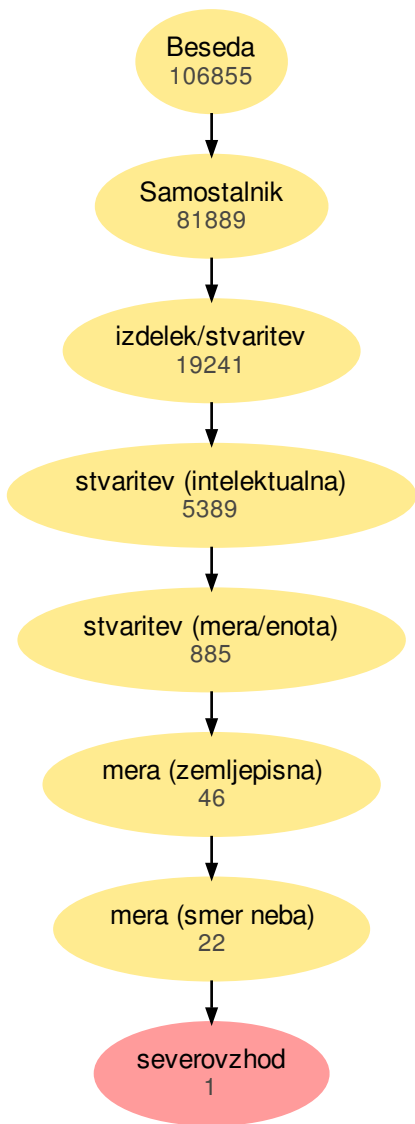 Beseda
106855
Samostalnik
81889
izdelek/stvaritev
19241
stvaritev (intelektualna)
5389
stvaritev (mera/enota)
885
mera (zemljepisna)
46
mera (smer neba)
22
severovzhod
1